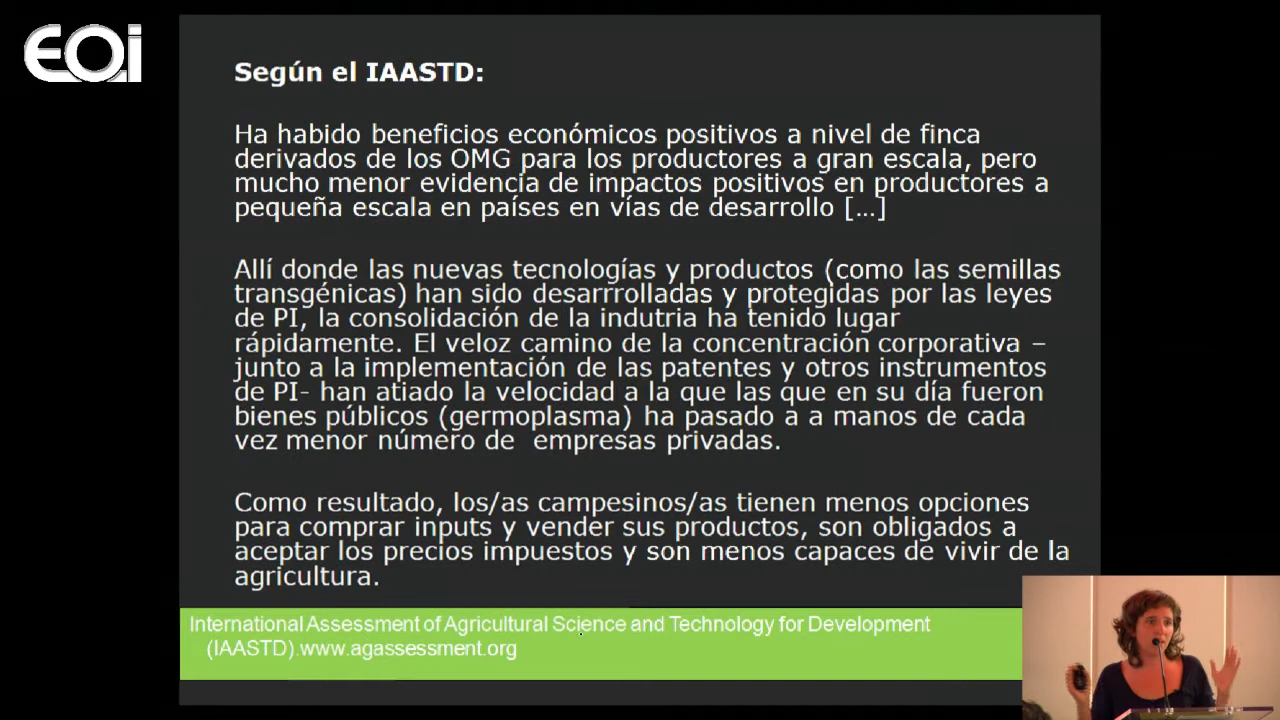 EOi
Según el IAASTD:
Ha habido beneficios económicos positivos a nivel de finca
derivados de los OMG para los productores a gran escala, pero
mucho menor evidencia de impactos positivos en productores a
pequeña escala en países en vías de desarrollo [...]
Allí donde las nuevas tecnologías y productos (como las semillas
transgénicas) han sido desarrrolladas y protegidas por las leyes
de PI, la consolidación de la indutria ha tenido lugar
rápidamente. El veloz camino de la concentración corporativa –
junto a la implementación de las patentes y otros instrumentos
de PI- han atiado la velocidad a la que las que en su día fueron
bienes públicos (germoplasma) ha pasado a a manos de cada
vez menor número de empresas privadas.
Como resultado, los/as campesinos/as tienen menos opciones
para comprar inputs y vender sus productos, son obligados a
aceptar los precios impuestos y son menos capaces de vivir de la
agricultura.
International Assessment of Agricultural Science and Technology for Development
(IAASTD).www.agassessment.org